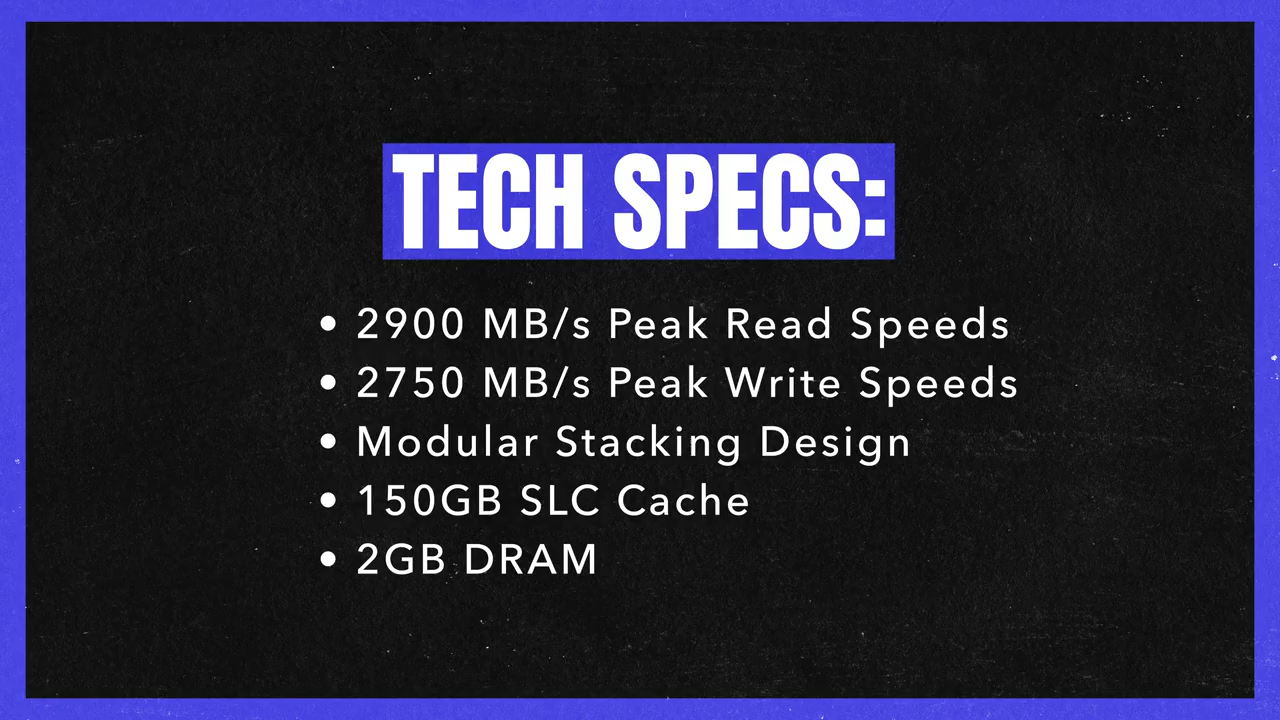 TECH SPECS:
• 2900 MB/s Peak Read Speeds
• 2750 MB/s Peak Write Speeds
• Modular Stacking Design
• 150GB SLC Cache
• 2GB DRAM